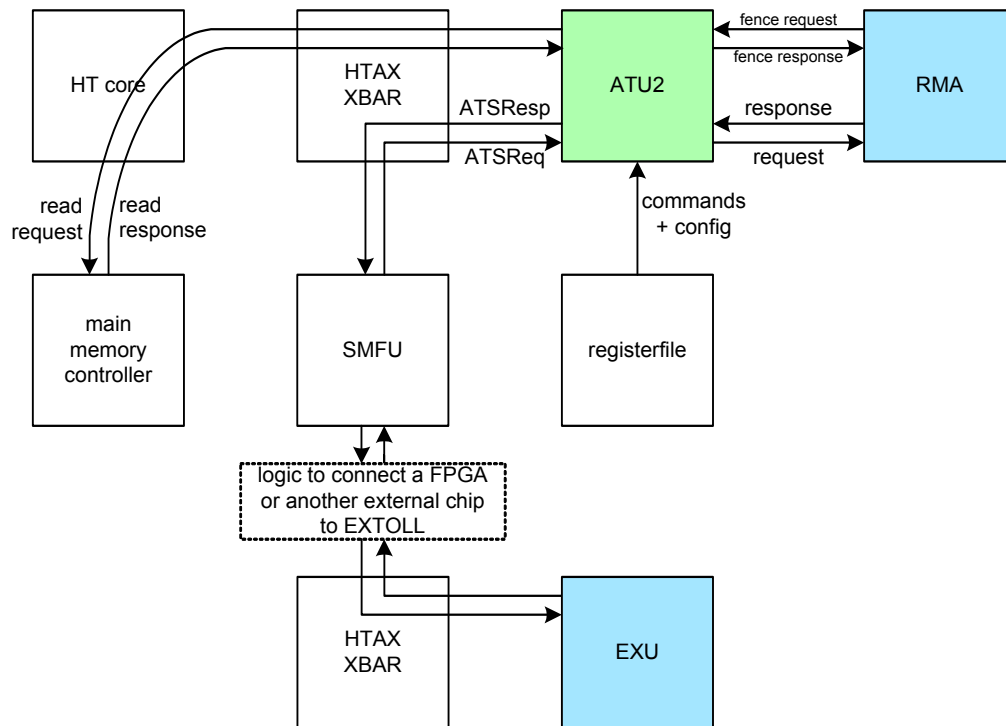 fence request
HT core
HTAX
XBAR
ATU2
fence response
RMA
ATSResp
response
ATSReq
request
read
request
read
response
commands
+ config
main
memory
controller
SMFU
registerfile
logic to connect a FPGA
or another external chip
to EXTOLL
HTAX
XBAR
EXU